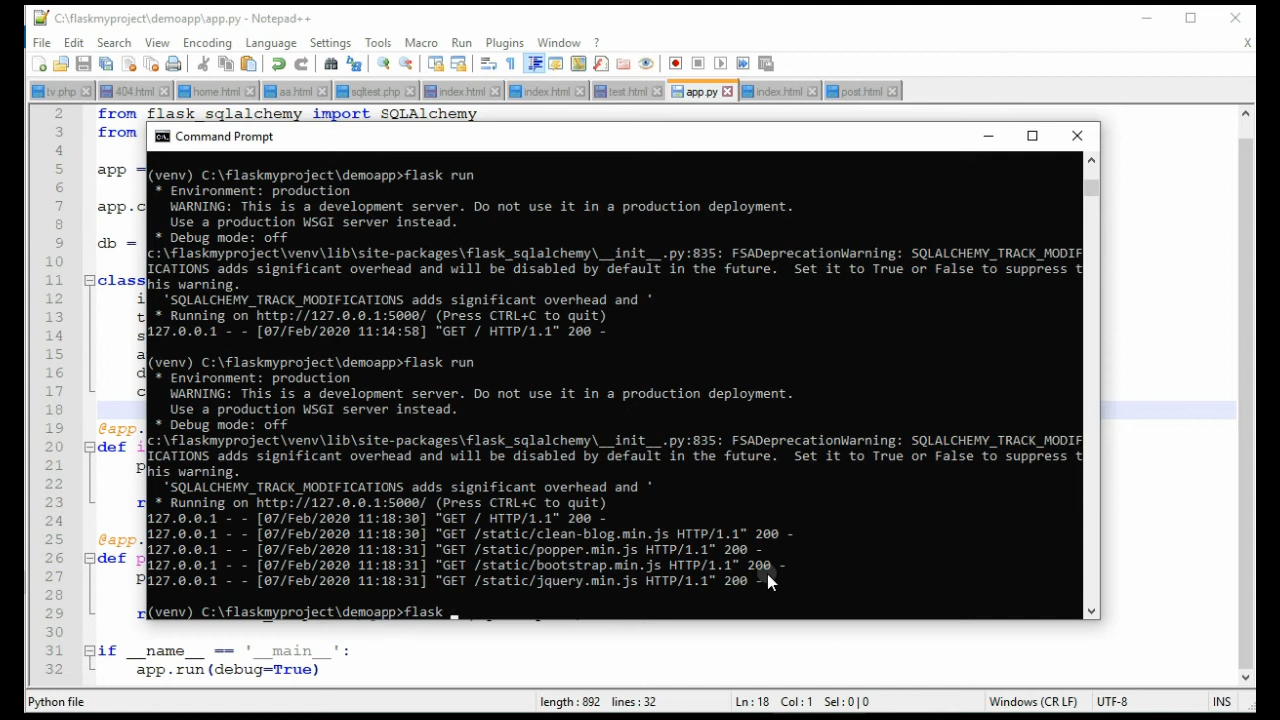 C:\flaskmyproject\demoapp\app.py - Notepad++
File Edit Search View Encoding Language Settings Tools Macro Run Plugins Window ? X
tv.php 404.html home.html aa.html sqltest.php index.html index.html test.html app.py index.html post.html
2 from flask_sqlalchemy import SQLAlchemy
3 from
4
5 app =
6
7 app.c
8
9 db =
10
11 class
12 i
13 t
14 s
15 a
16 d
17 c
18
19 @app.
20 def i
21 p
22
23 r
24
25 @app.
26 def p
27 p
28
29 r
30
31 if __name__ == '__main__':
32 app.run(debug=True)
Command Prompt
(venv) C:\flaskmyproject\demoapp>flask run
* Environment: production
WARNING: This is a development server. Do not use it in a production deployment.
Use a production WSGI server instead.
* Debug mode: off
c:\flaskmyproject\venv\lib\site-packages\flask_sqlalchemy\__init__.py:835: FSADeprecationWarning: SQLALCHEMY_TRACK_MODIF
ICATIONS adds significant overhead and will be disabled by default in the future.  Set it to True or False to suppress t
his warning.
'SQLALCHEMY_TRACK_MODIFICATIONS adds significant overhead and '
* Running on http://127.0.0.1:5000/ (Press CTRL+C to quit)
127.0.0.1 - - [07/Feb/2020 11:14:58] "GET / HTTP/1.1" 200 -
(venv) C:\flaskmyproject\demoapp>flask run
* Environment: production
WARNING: This is a development server. Do not use it in a production deployment.
Use a production WSGI server instead.
* Debug mode: off
c:\flaskmyproject\venv\lib\site-packages\flask_sqlalchemy\__init__.py:835: FSADeprecationWarning: SQLALCHEMY_TRACK_MODIF
ICATIONS adds significant overhead and will be disabled by default in the future.  Set it to True or False to suppress t
his warning.
'SQLALCHEMY_TRACK_MODIFICATIONS adds significant overhead and '
* Running on http://127.0.0.1:5000/ (Press CTRL+C to quit)
127.0.0.1 - - [07/Feb/2020 11:18:30] "GET / HTTP/1.1" 200 -
127.0.0.1 - - [07/Feb/2020 11:18:30] "GET /static/clean-blog.min.js HTTP/1.1" 200 -
127.0.0.1 - - [07/Feb/2020 11:18:31] "GET /static/popper.min.js HTTP/1.1" 200 -
127.0.0.1 - - [07/Feb/2020 11:18:31] "GET /static/bootstrap.min.js HTTP/1.1" 200 -
127.0.0.1 - - [07/Feb/2020 11:18:31] "GET /static/jquery.min.js HTTP/1.1" 200 -
(venv) C:\flaskmyproject\demoapp>flask _
Python file length : 892 lines : 32 Ln : 18 Col : 1 Sel : 0 | 0 Windows (CR LF) UTF-8 INS